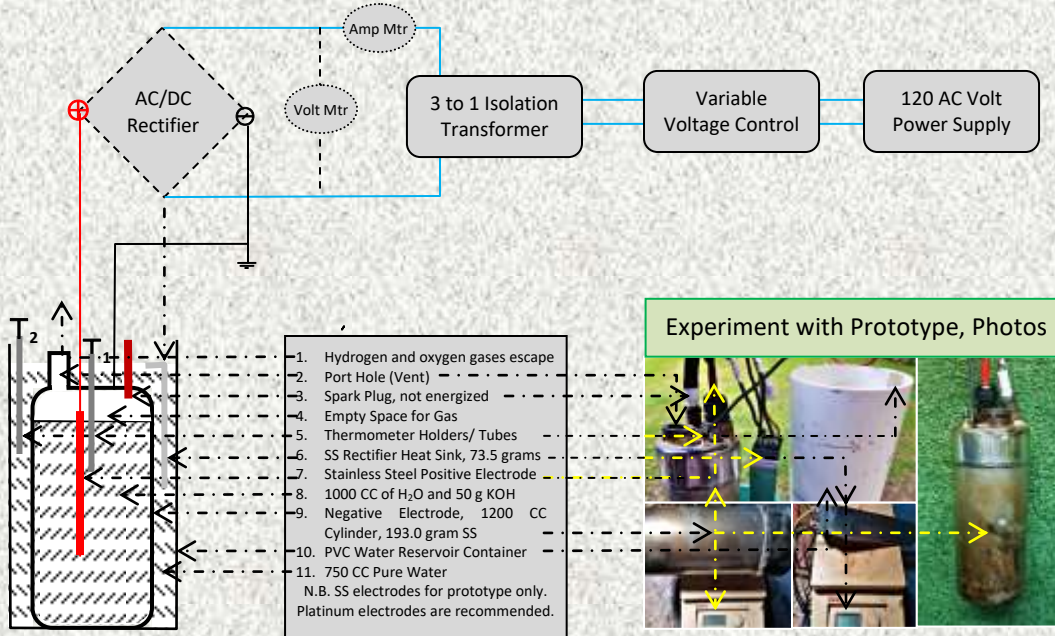 Amp Mtr
AC/DC
Rectifier
Volt Mtr
3 to 1 Isolation
Transformer
Variable
Voltage Control
120 AC Volt
Power Supply
2
1
1. Hydrogen and oxygen gases escape
2. Port Hole (Vent)
3. Spark Plug, not energized
4. Empty Space for Gas
5. Thermometer Holders/ Tubes
6. SS Rectifier Heat Sink, 73.5 grams
7. Stainless Steel Positive Electrode
8. 1000 CC of H₂O and 50 g KOH
9. Negative Electrode, 1200 CC
Cylinder, 193.0 gram SS
10. PVC Water Reservoir Container
11. 750 CC Pure Water
N.B. SS electrodes for prototype only.
Platinum electrodes are recommended.
Experiment with Prototype, Photos